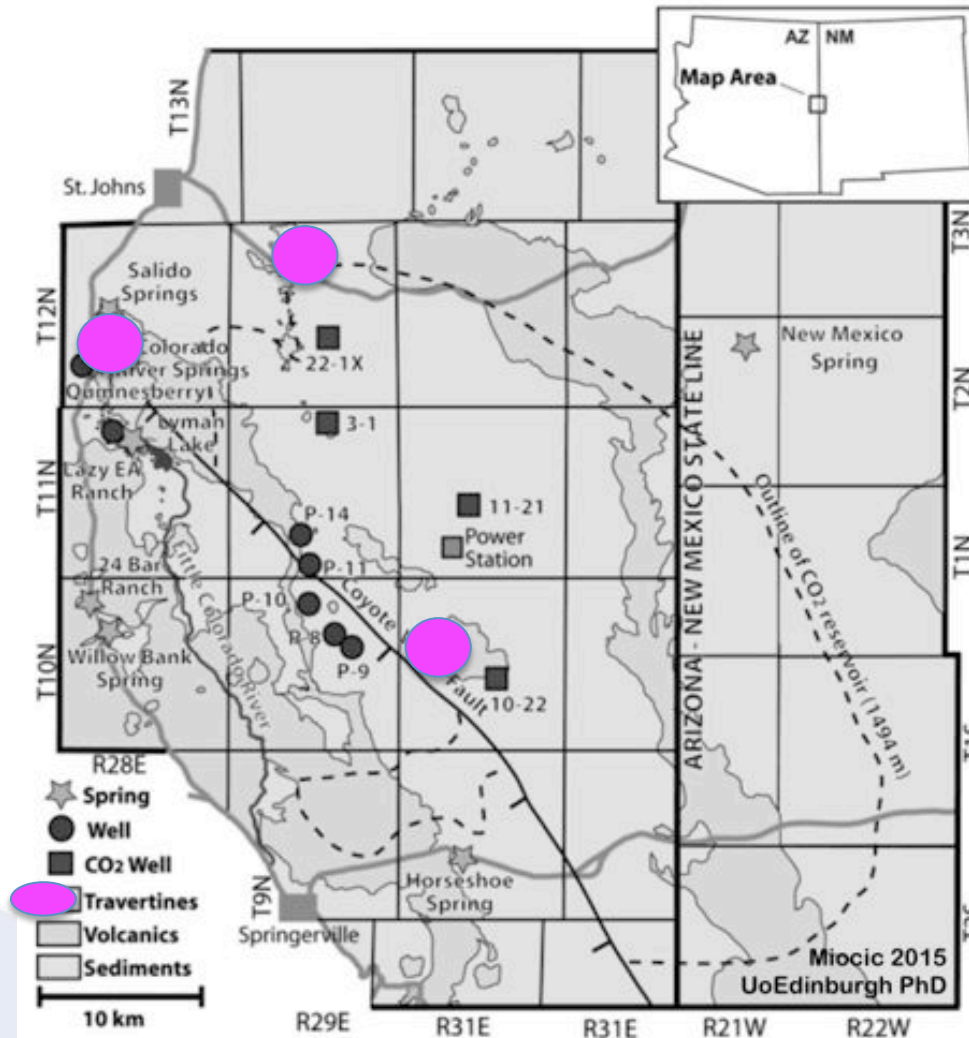 AZ NM
Map Area
T13N
St. Johns
Salido
Springs
T12N
Colorado
River Springs
Quinnesberry
22-1X
New Mexico
Spring
T3N
T2N
Lyman
Lake
3-1
Lazy EA
Ranch
T11N
P-14
11-21
Power
Station
P-11
ARIZONA - NEW MEXICO STATE LINE
Outline of CO2 reservoir (1494 m)
T1N
24 Bar
Ranch
Little Colorado River
P-10
Coyote
Fault
P-8
P-9
10-22
Willow Bank
Spring
T10N
R28E
Spring
Well
CO2 Well
Travertines
Volcanics
Sediments
10 km
T9N
Springerville
Horseshoe
Spring
Miocic 2015
UoEdinburgh PhD
R29E
R31E
R31E
R21W
R22W